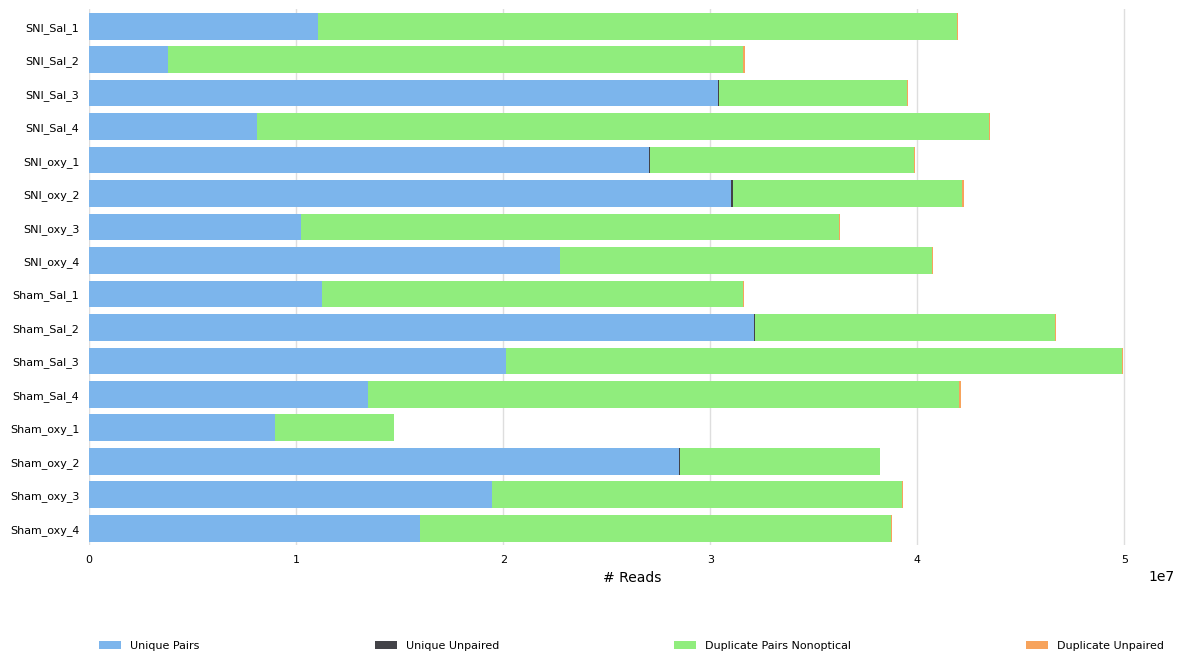 SNI_Sal_1
SNI_Sal_2
SNI_Sal_3
SNI_Sal_4
SNI_oxy_1
SNI_oxy_2
SNI_oxy_3
SNI_oxy_4
Sham_Sal_1
Sham_Sal_2
Sham_Sal_3
Sham_Sal_4
Sham_oxy_1
Sham_oxy_2
Sham_oxy_3
Sham_oxy_4
0 1 2 3 4 5
# Reads 1e7
Unique Pairs Unique Unpaired Duplicate Pairs Nonoptical Duplicate Unpaired